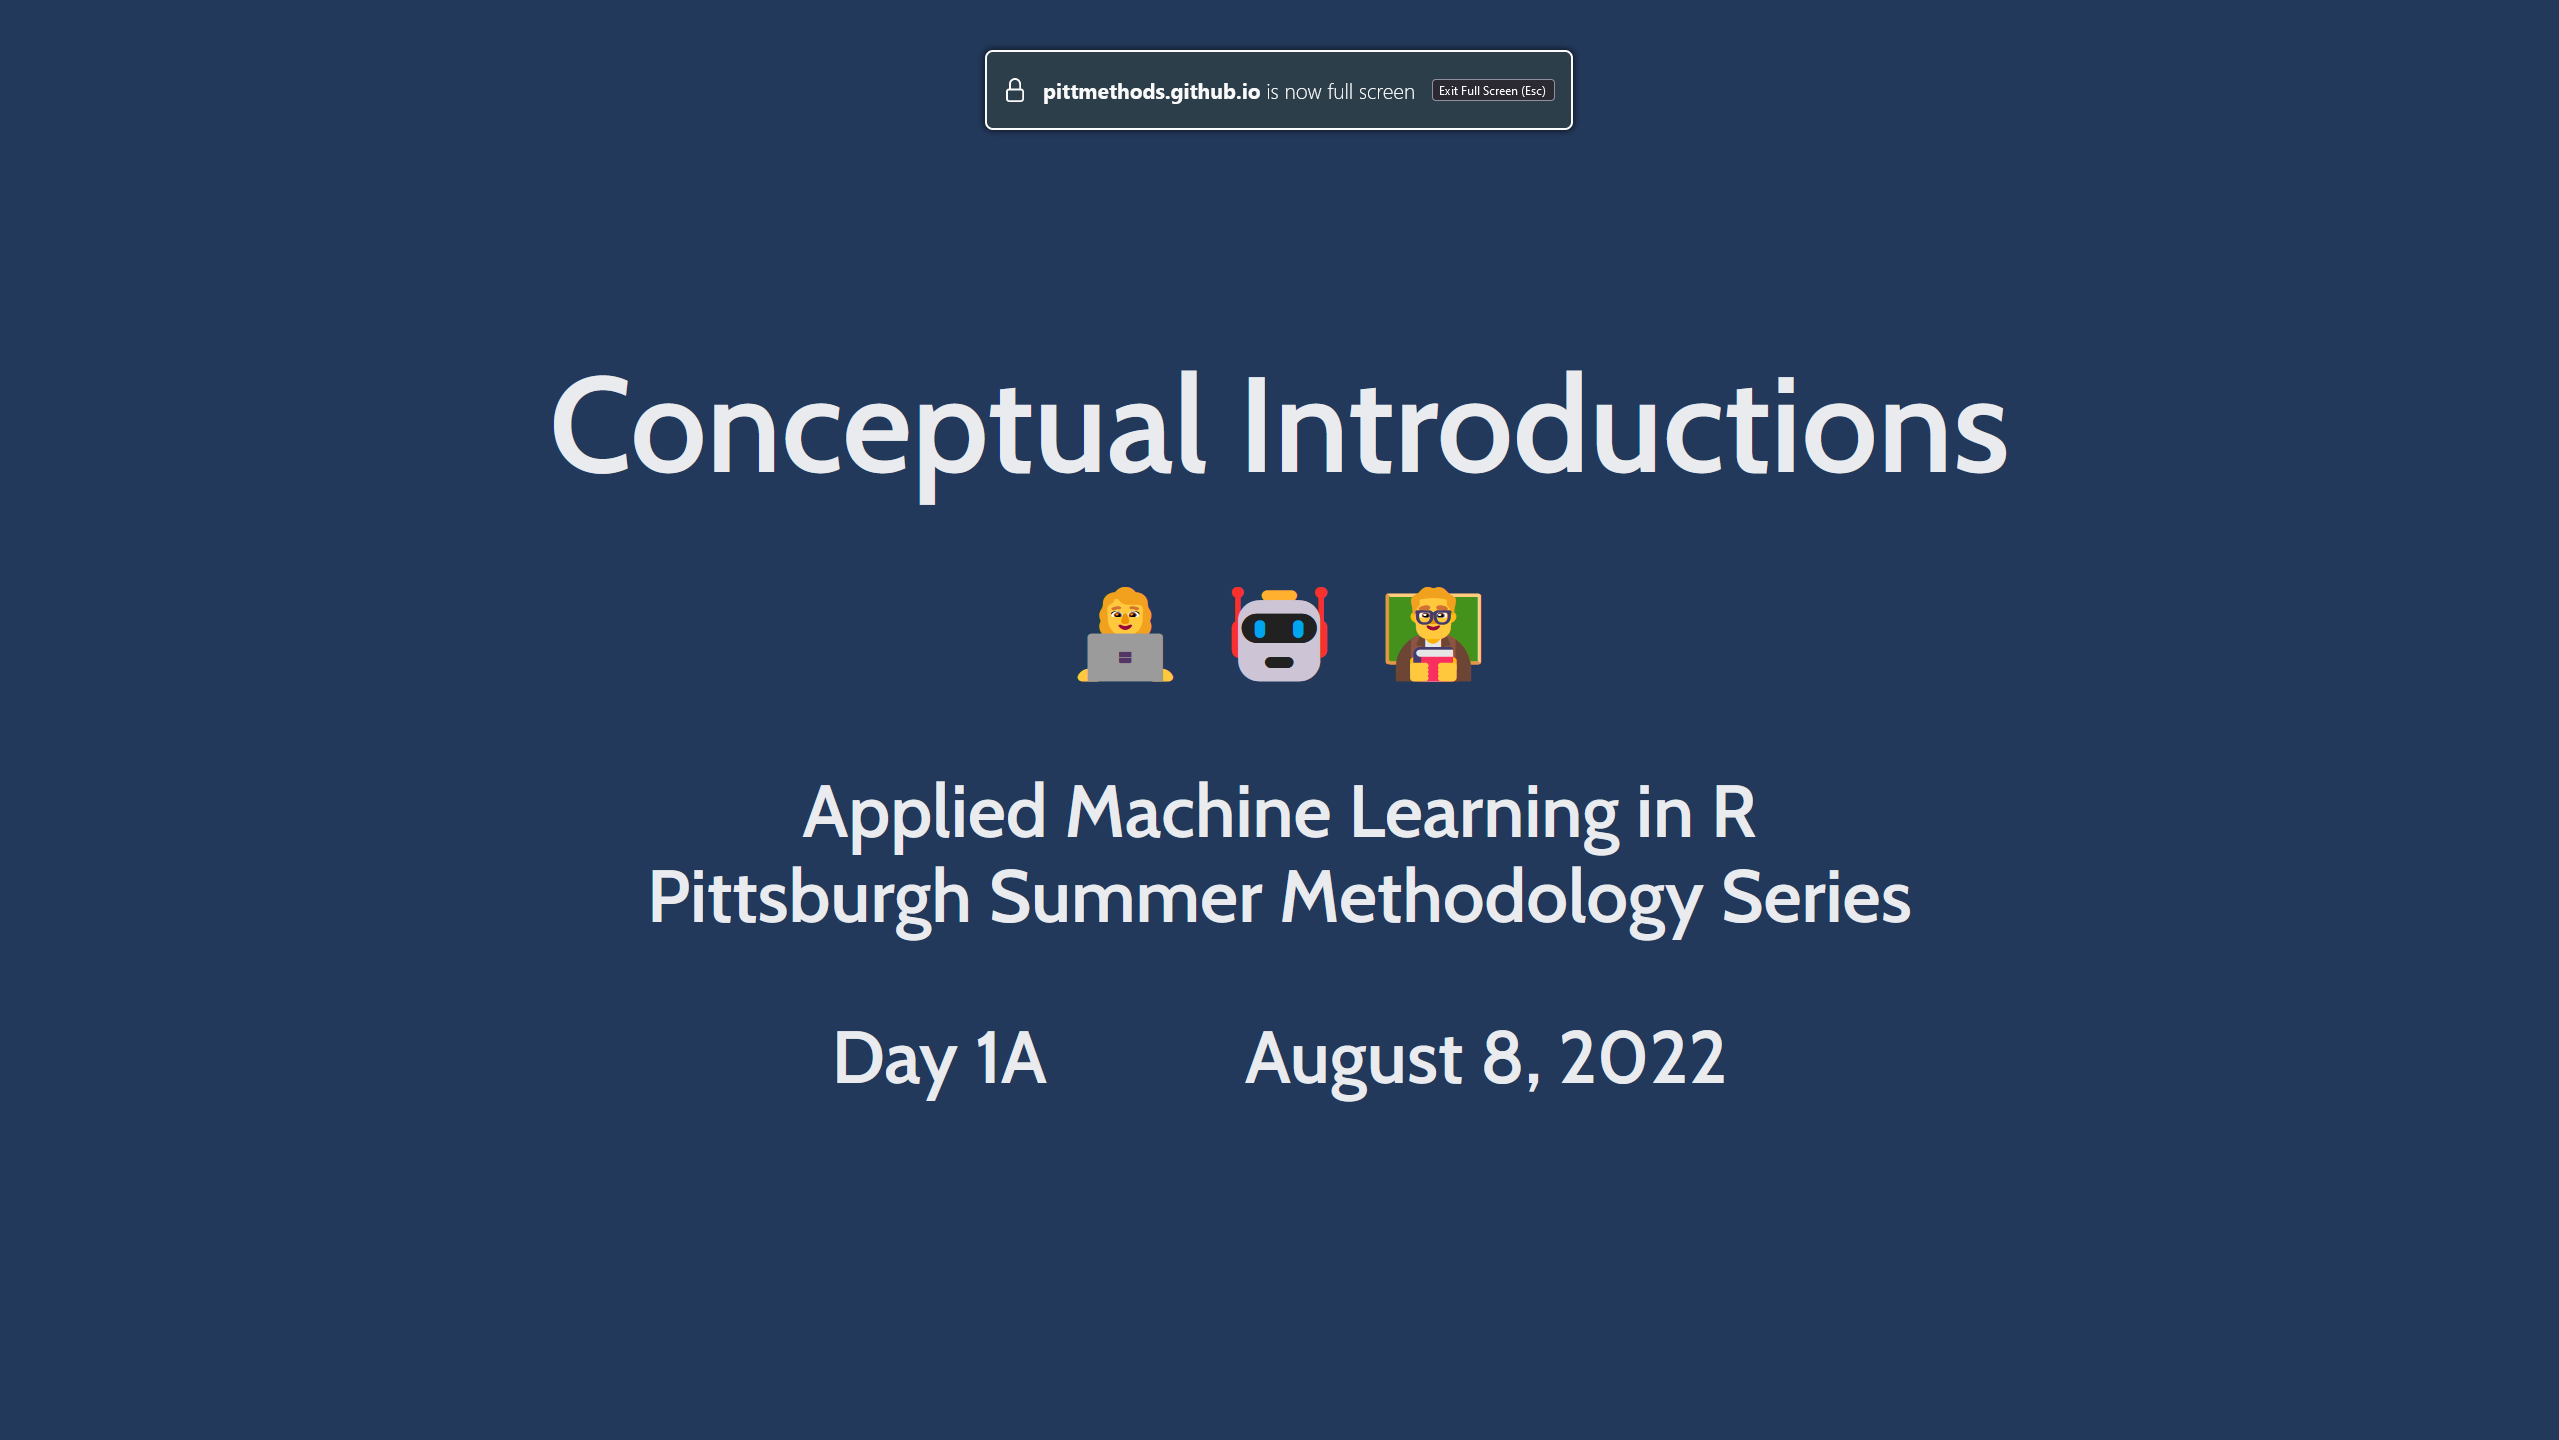 pittmethods.github.io is now full screen Exit Full Screen (Esc)
Conceptual Introductions
Applied Machine Learning in R
Pittsburgh Summer Methodology Series
Day 1A August 8, 2022